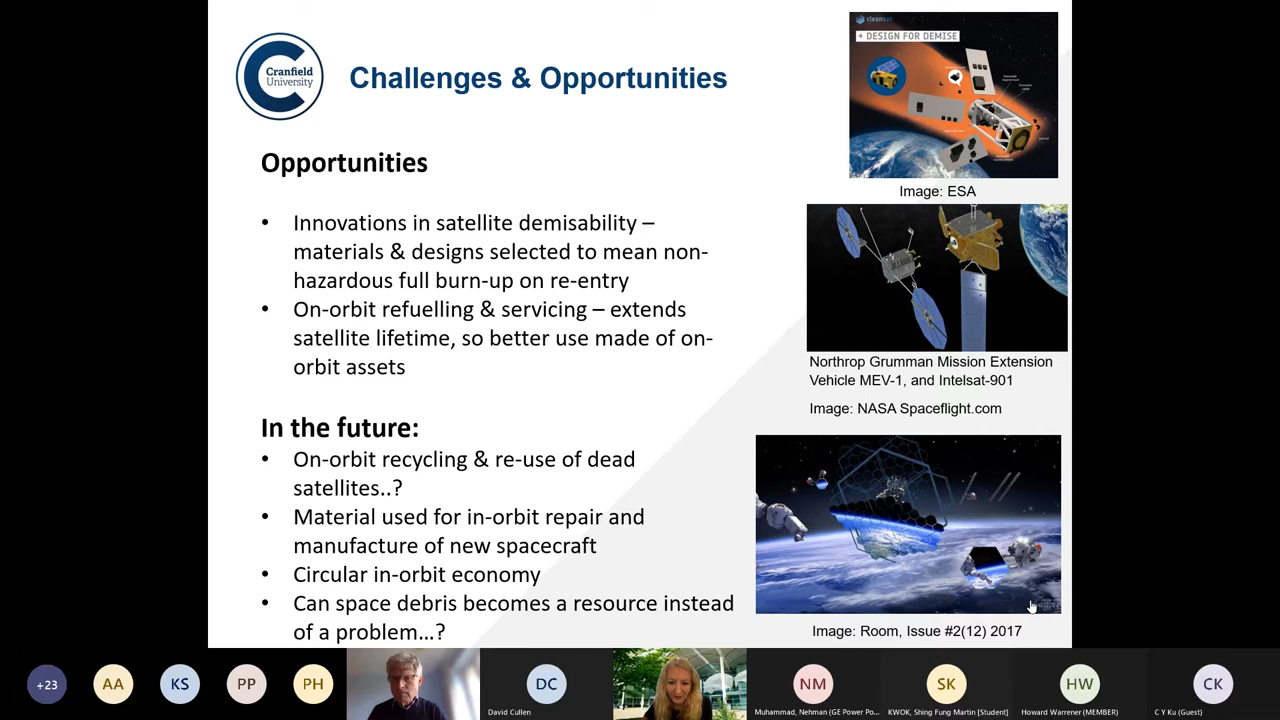 Cranfield
University
Challenges & Opportunities
Opportunities
• Innovations in satellite demisability –
materials & designs selected to mean non-
hazardous full burn-up on re-entry
• On-orbit refuelling & servicing – extends
satellite lifetime, so better use made of on-
orbit assets
In the future:
• On-orbit recycling & re-use of dead
satellites..?
• Material used for in-orbit repair and
manufacture of new spacecraft
• Circular in-orbit economy
• Can space debris becomes a resource instead
of a problem…?
cleansat
+ DESIGN FOR DEMISE
Image: ESA
Northrop Grumman Mission Extension
Vehicle MEV-1, and Intelsat-901
Image: NASA Spaceflight.com
Image: Room, Issue #2(12) 2017
+23
AA
KS
PP
PH
DC
David Cullen
NM
Muhammad, Nehman (GE Power Po...
SK
KWOK, Shing Fung Martin [Student]
HW
Howard Warrener (MEMBER)
CK
C Y Ku (Guest)